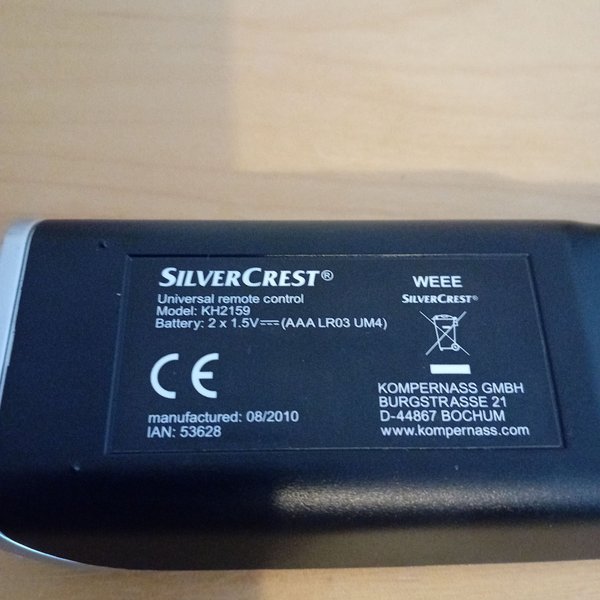 SILVERCREST®
Universal remote control
Model: KH2159
Battery: 2 x 1.5V⎓(AAA LR03 UM4)
CE
manufactured: 08/2010
IAN: 53628
WEEE
SILVERCREST®
KOMPERNASS GMBH
BURGSTRASSE 21
D-44867 BOCHUM
www.kompernass.com